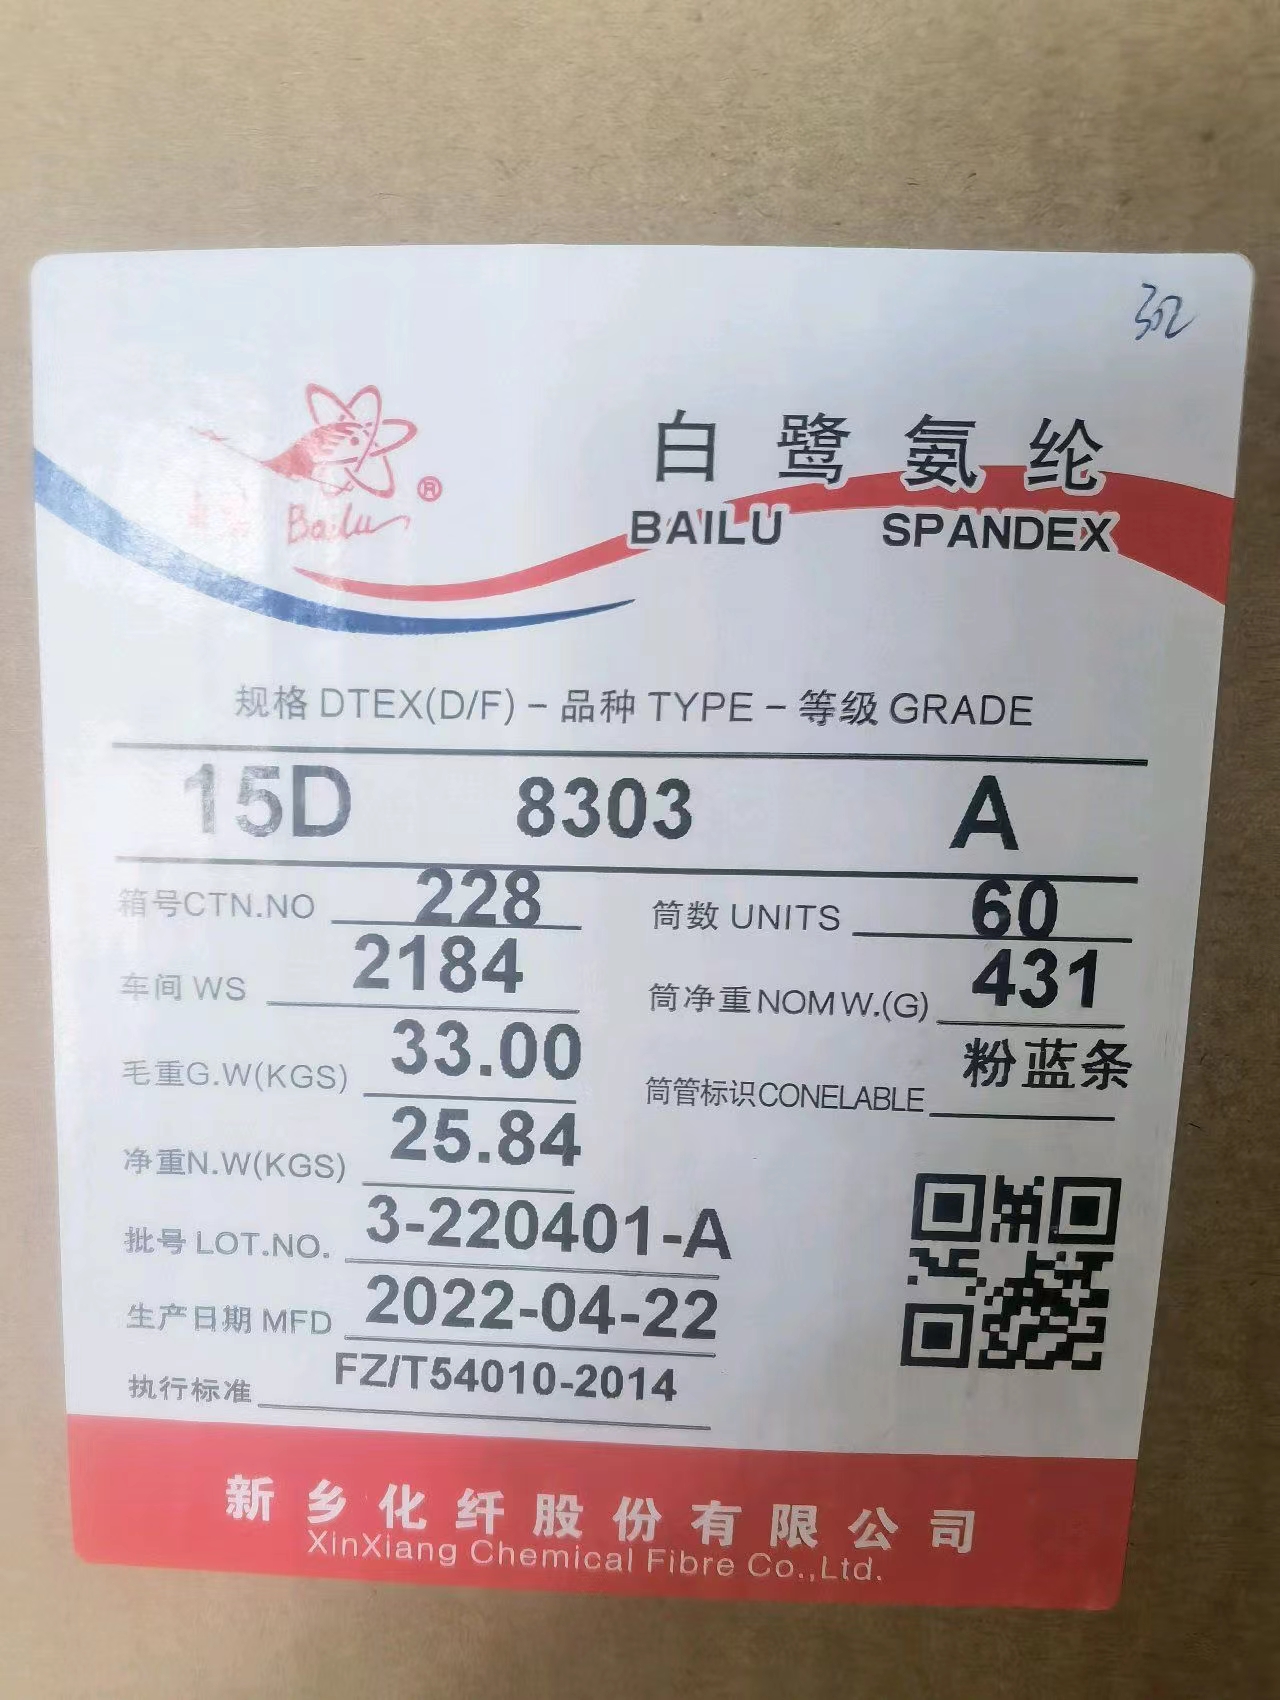 302
Bailu ®
白鹭氨纶
BAILU SPANDEX
规格 DTEX(D/F) – 品种 TYPE – 等级 GRADE
15D 8303 A
箱号CTN.NO 228 筒数 UNITS 60
车间 WS 2184 筒净重NOMW.(G) 431
毛重G.W(KGS) 33.00 筒管标识CONELABLE 粉蓝条
净重N.W(KGS) 25.84
批号 LOT.NO. 3-220401-A
生产日期 MFD 2022-04-22
执行标准 FZ/T54010-2014
新乡化纤股份有限公司
XinXiang Chemical Fibre Co.,Ltd.